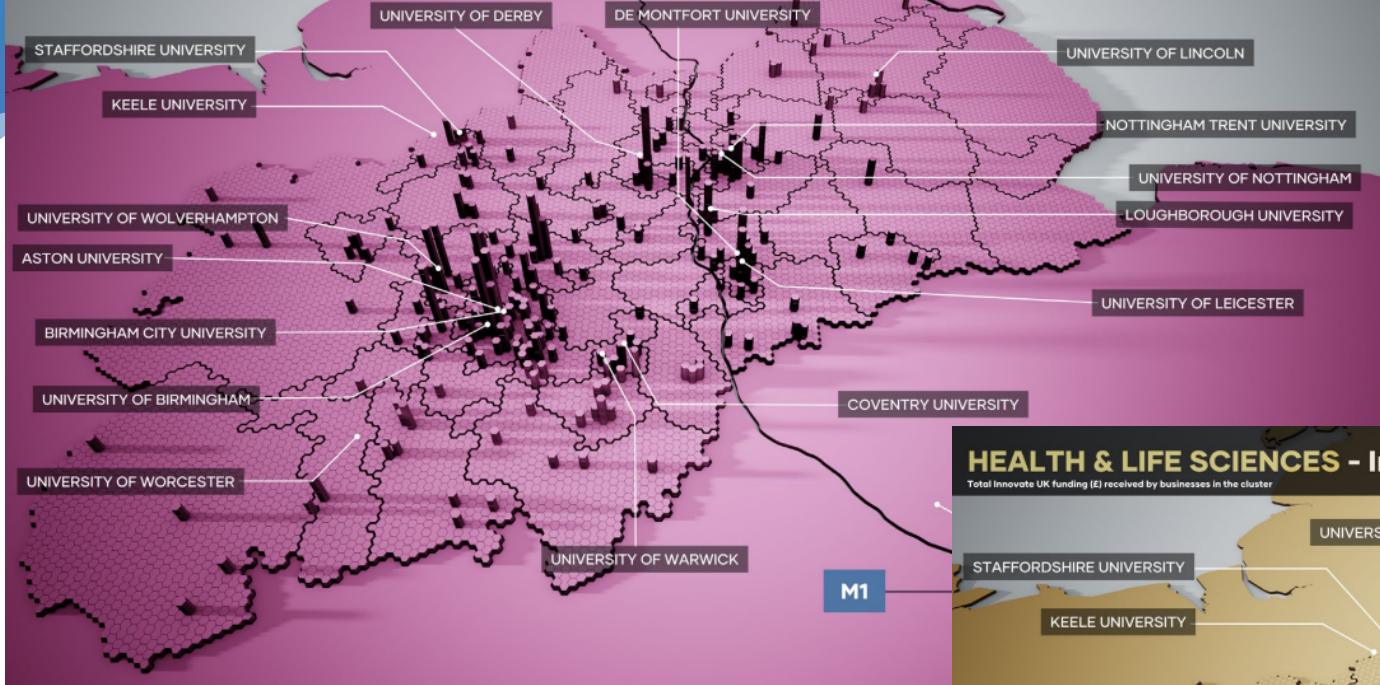 UNIVERSITY OF DERBY
DE MONTFORT UNIVERSITY
STAFFORDSHIRE UNIVERSITY
UNIVERSITY OF LINCOLN
KEELE UNIVERSITY
NOTTINGHAM TRENT UNIVERSITY
UNIVERSITY OF NOTTINGHAM
UNIVERSITY OF WOLVERHAMPTON
LOUGHBOROUGH UNIVERSITY
ASTON UNIVERSITY
UNIVERSITY OF LEICESTER
BIRMINGHAM CITY UNIVERSITY
UNIVERSITY OF BIRMINGHAM
COVENTRY UNIVERSITY
UNIVERSITY OF WORCESTER
UNIVERSITY OF WARWICK
M1
HEALTH & LIFE SCIENCES -
Total Innovate UK funding (£) received by businesses in the cluster
STAFFORDSHIRE UNIVERSITY
KEELE UNIVERSITY